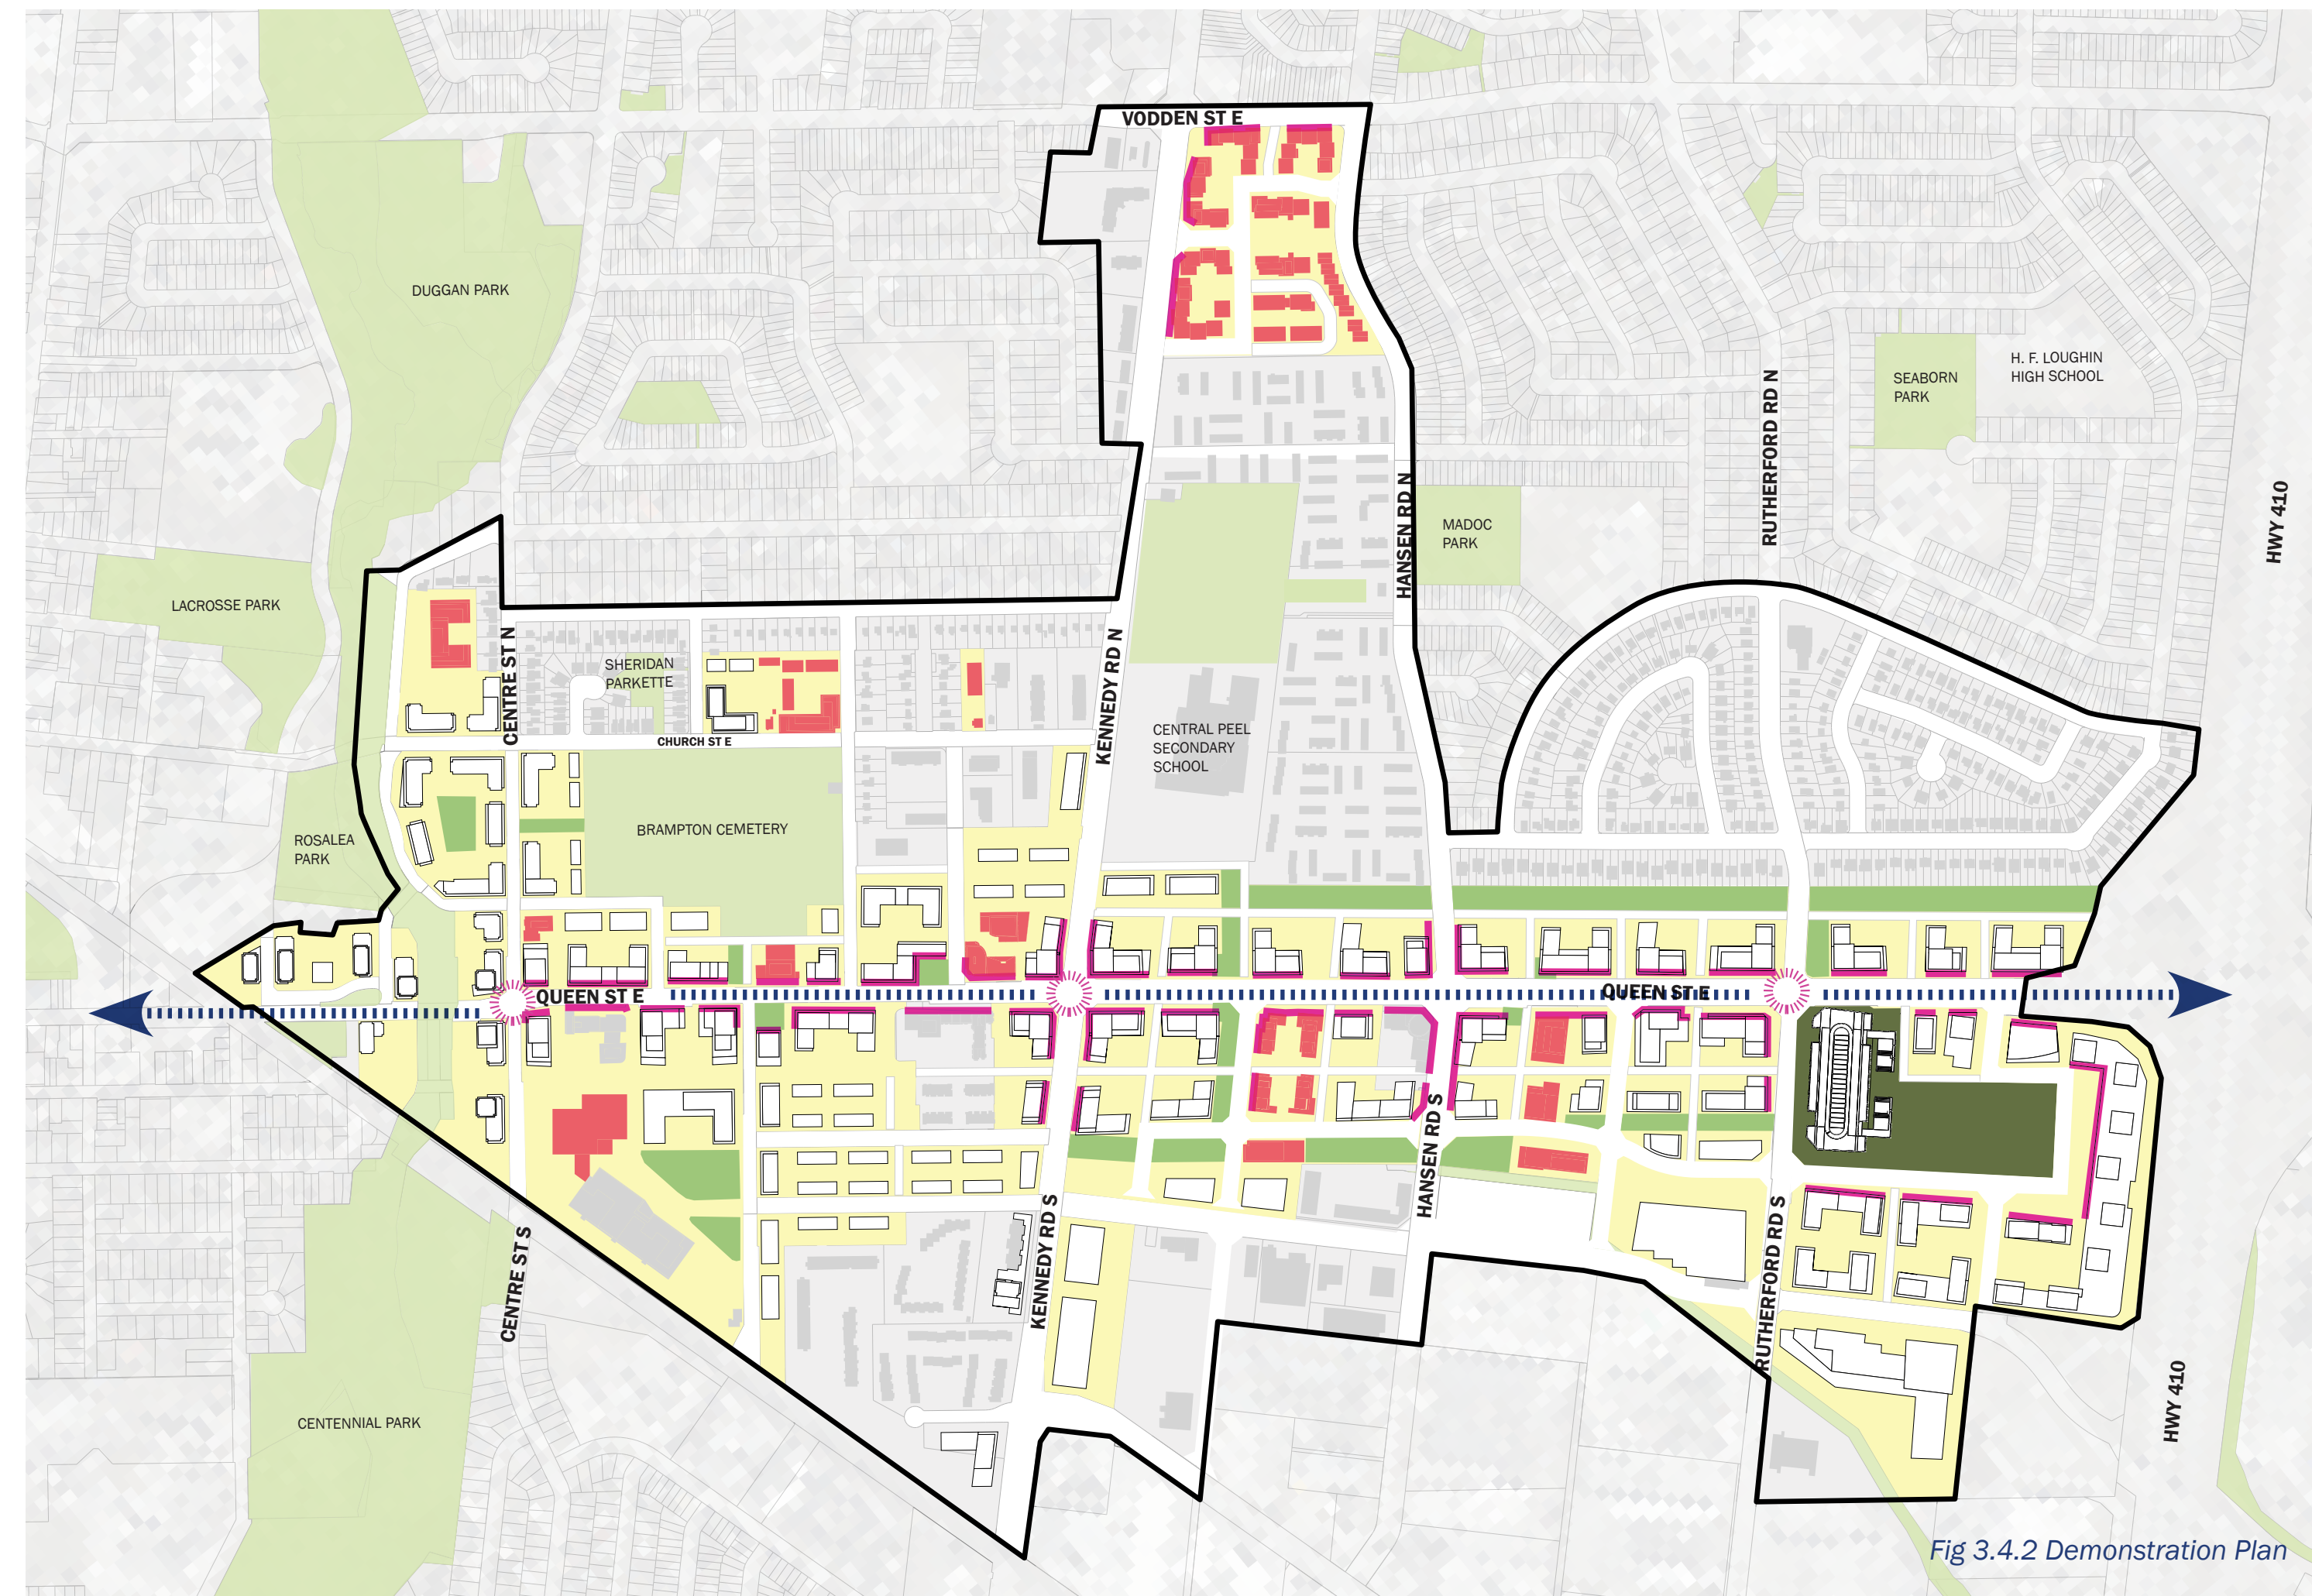 VODDEN ST E
DUGGAN PARK
H. F. LOUGHIN
HIGH SCHOOL
SEABORN
PARK
RUTHERFORD RD N
HWY 410
HANSEN RD N
MADOC
PARK
LACROSSE PARK
CENTRE ST N
SHERIDAN
PARKETTE
KENNEDY RD N
CHURCH ST E
CENTRAL PEEL
SECONDARY
SCHOOL
BRAMPTON CEMETERY
ROSALEA
PARK
QUEEN ST E
QUEEN ST E
HANSEN RD S
KENNEDY RD S
RUTHERFORD RD S
CENTRE ST S
HWY 410
CENTENNIAL PARK
Fig 3.4.2 Demonstration Plan